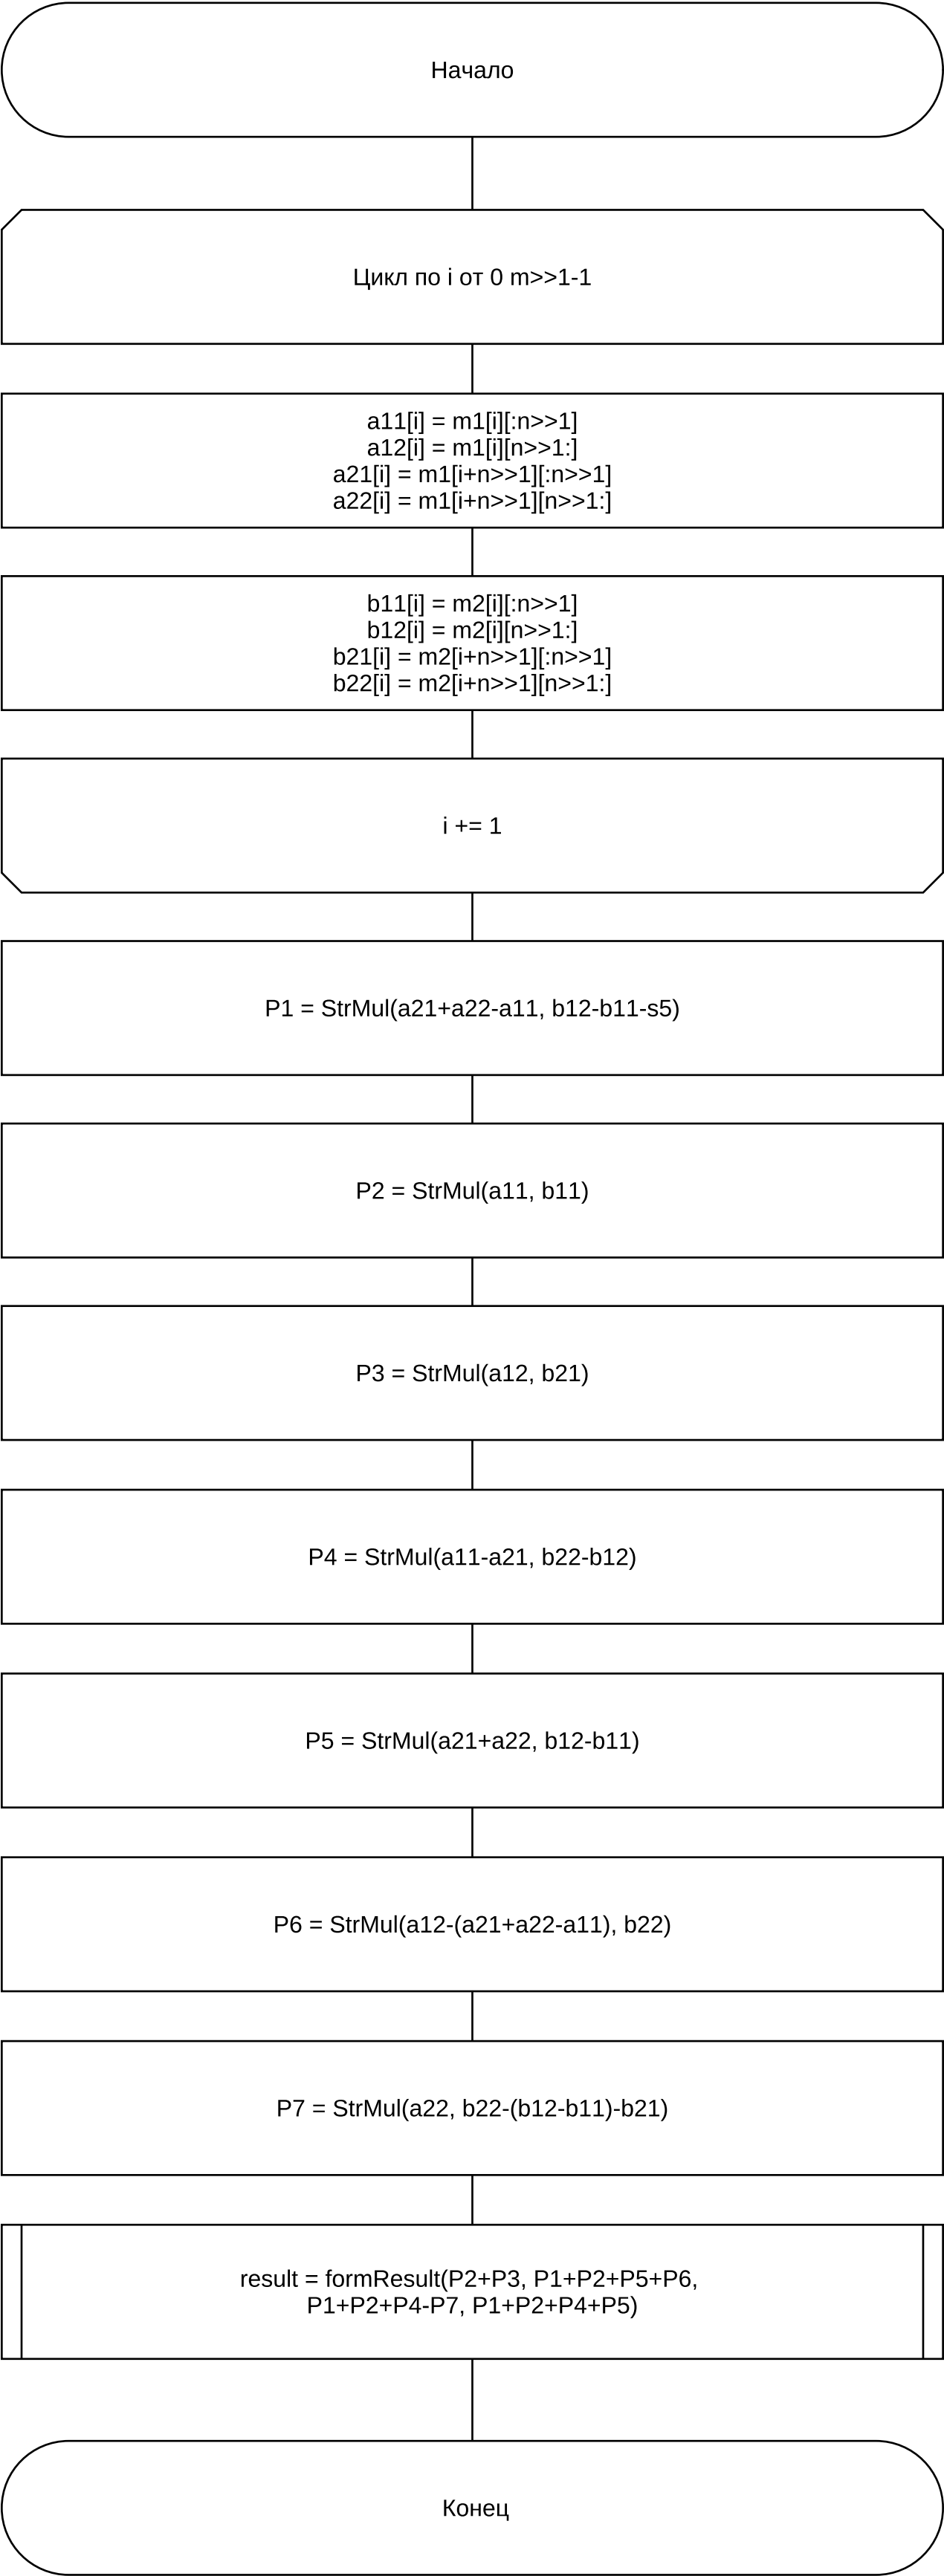 Начало
Цикл по i от 0 m>>1-1
a11[i] = m1[i][:n>>1]
a12[i] = m1[i][n>>1:]
a21[i] = m1[i+n>>1][:n>>1]
a22[i] = m1[i+n>>1][n>>1:]
b11[i] = m2[i][:n>>1]
b12[i] = m2[i][n>>1:]
b21[i] = m2[i+n>>1][:n>>1]
b22[i] = m2[i+n>>1][n>>1:]
i += 1
P1 = StrMul(a21+a22-a11, b12-b11-s5)
P2 = StrMul(a11, b11)
P3 = StrMul(a12, b21)
P4 = StrMul(a11-a21, b22-b12)
P5 = StrMul(a21+a22, b12-b11)
P6 = StrMul(a12-(a21+a22-a11), b22)
P7 = StrMul(a22, b22-(b12-b11)-b21)
result = formResult(P2+P3, P1+P2+P5+P6,
P1+P2+P4-P7, P1+P2+P4+P5)
Конец